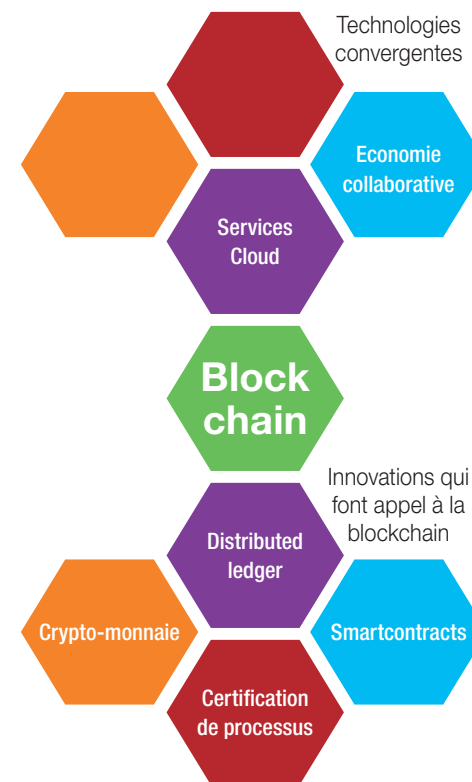 Technologies
convergentes
Economie
collaborative
Services
Cloud
Block
chain
Innovations qui
font appel à la
blockchain
Distributed
ledger
Crypto-monnaie
Smartcontracts
Certification
de processus